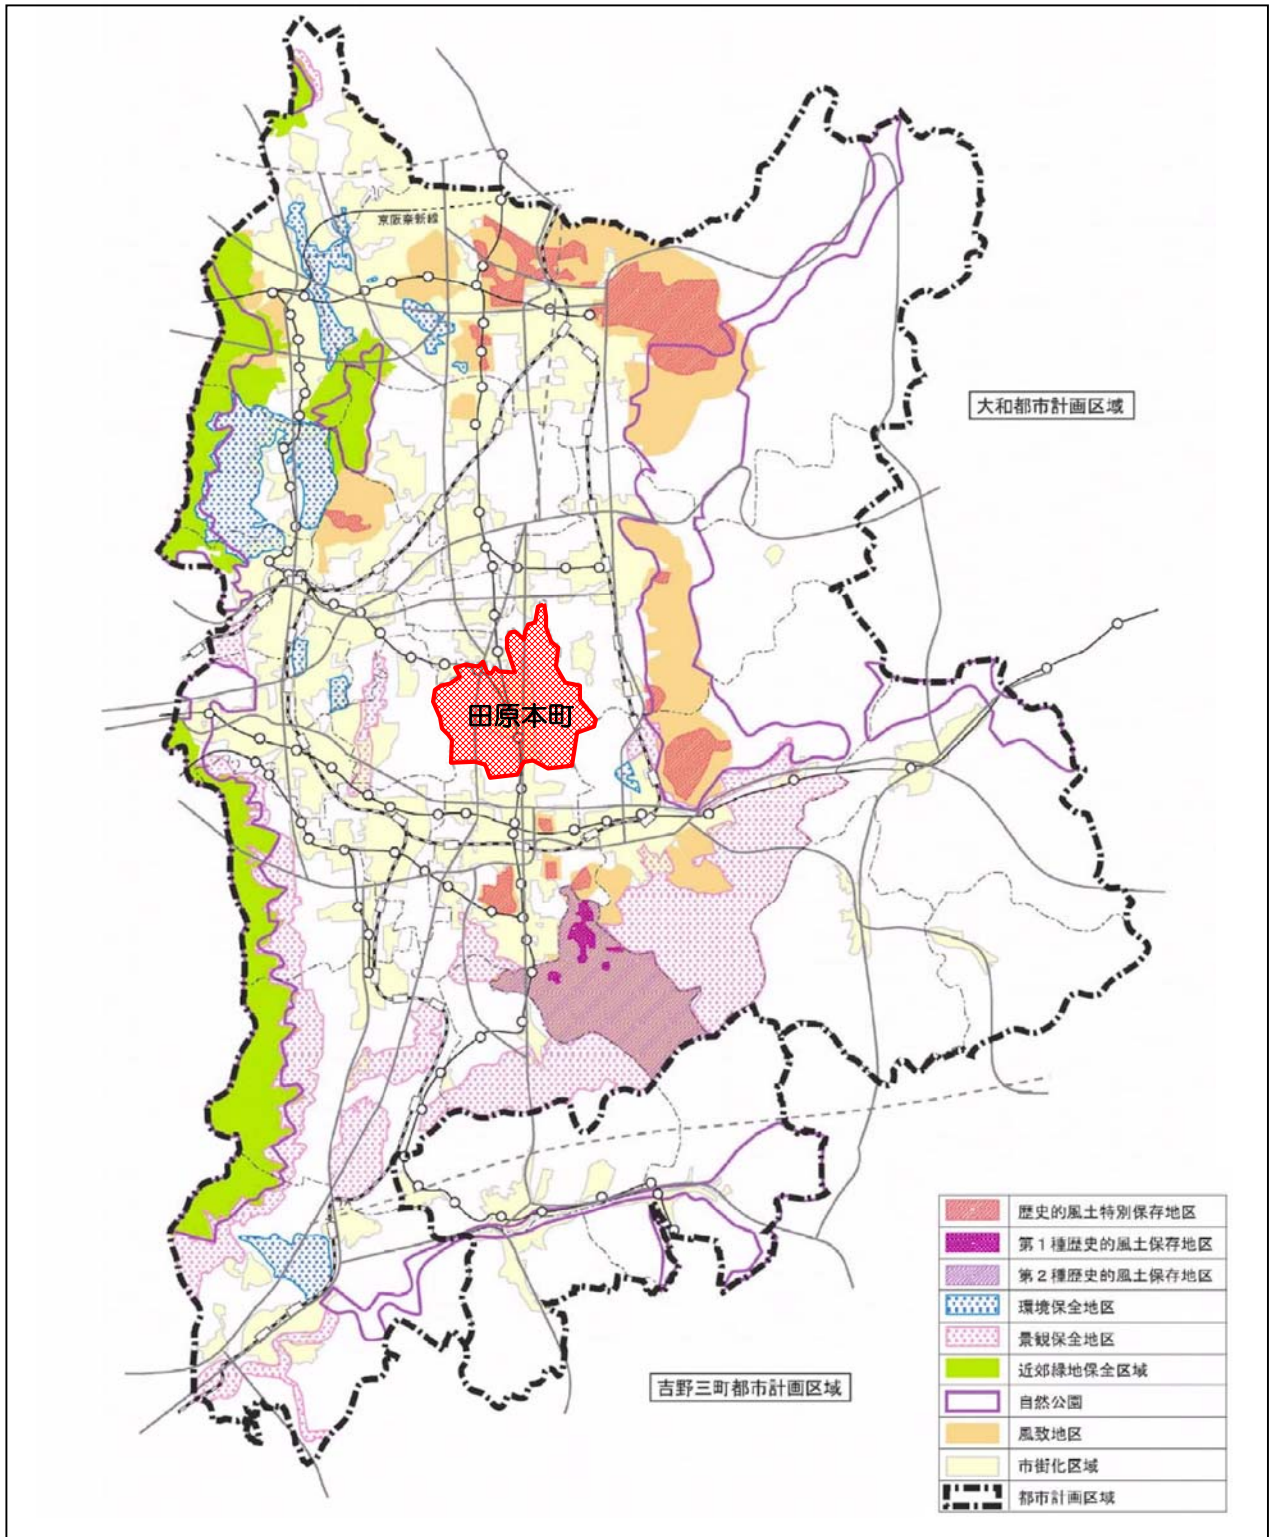 京阪奈新線
大和都市計画区域
田原本町
吉野三町都市計画区域
歴史的風土特別保存地区
第1種歴史的風土保存地区
第2種歴史的風土保存地区
環境保全地区
景観保全地区
近郊緑地保全区域
自然公園
風致地区
市街化区域
都市計画区域